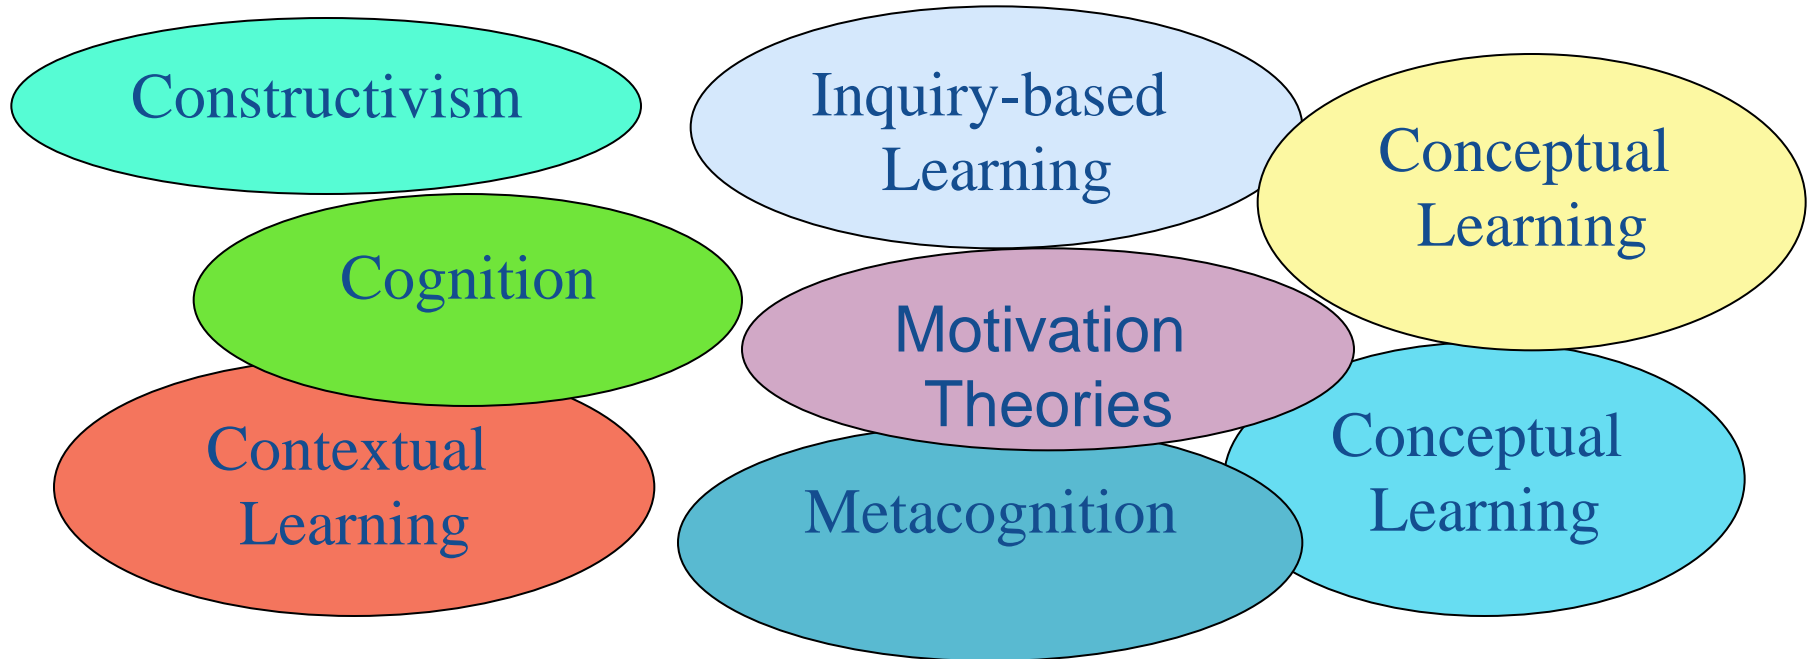 Constructivism
Inquiry-based
Learning
Conceptual
Learning
Cognition
Motivation
Theories
Contextual
Learning
Metacognition
Conceptual
Learning